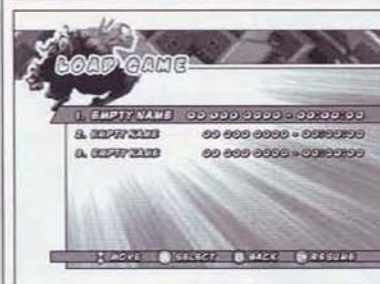 LOAD GAME
1. EMPTY NAME 00 000 0000 - 00:00:00
2. EMPTY NAME 00 000 0000 - 00:00:00
3. EMPTY NAME 00 000 0000 - 00:00:00
MOVE SELECT BACK RESUME